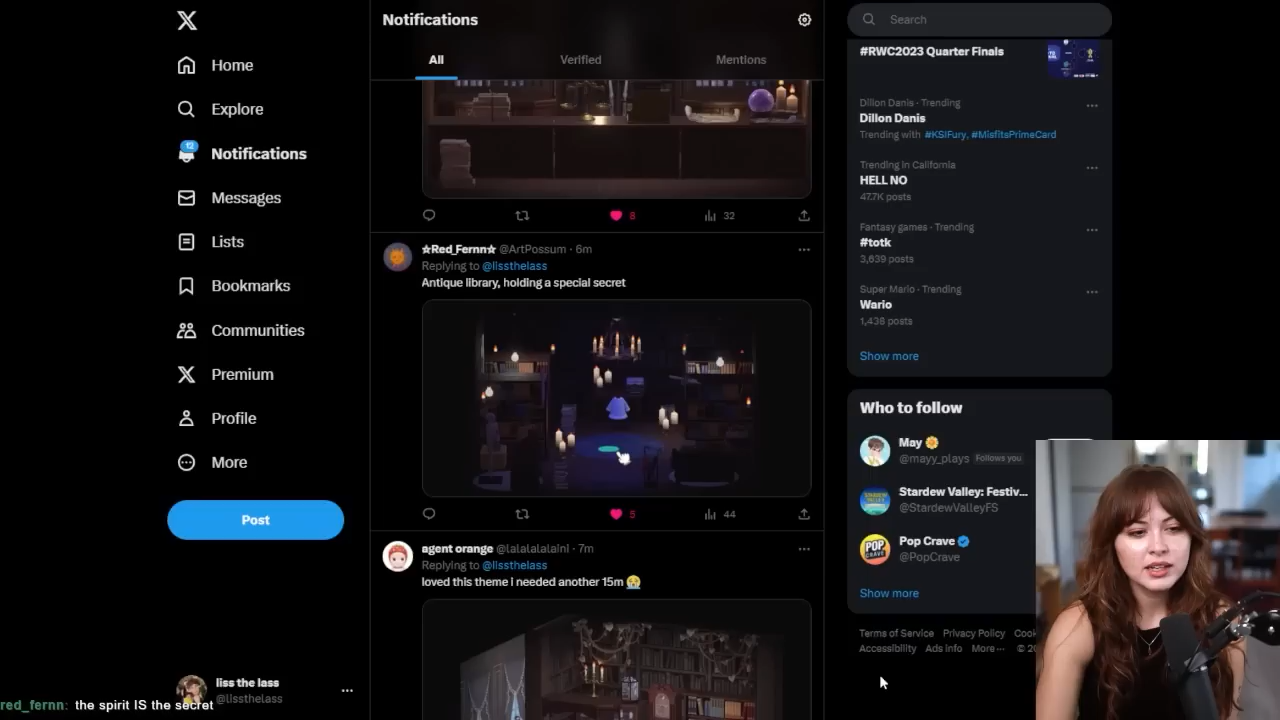 Home
Explore
12
Notifications
Messages
Lists
Bookmarks
Communities
Premium
Profile
More
Post
liss the lass
@lissthelass
red_fernn: the spirit IS the secret
Notifications
All
Verified
Mentions
8
32
☆Red_Fernn☆ @ArtPossum · 6m
Replying to @lissthelass
Antique library, holding a special secret
5
44
agent orange @lalalalalalnl · 7m
Replying to @lissthelass
loved this theme i needed another 15m 😭
Search
#RWC2023 Quarter Finals
Dillon Danis · Trending
Dillon Danis
Trending with #KSIFury, #MisfitsPrimeCard
Trending in California
HELL NO
47.7K posts
Fantasy games · Trending
#totk
3,639 posts
Super Mario · Trending
Wario
1,438 posts
Show more
Who to follow
May 🌼
@mayy_plays Follows you
Stardew Valley: Festiv...
@StardewValleyFS
POP CRAVE
Pop Crave
@PopCrave
Show more
Terms of Service Privacy Policy Cook
Accessibility Ads info More ··· © 20